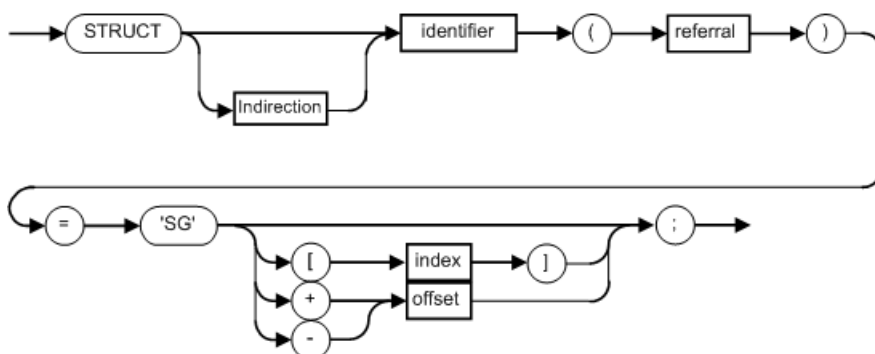 STRUCT identifier ( referral )
Indirection
= 'SG' ;
[ index ]
+ offset
-